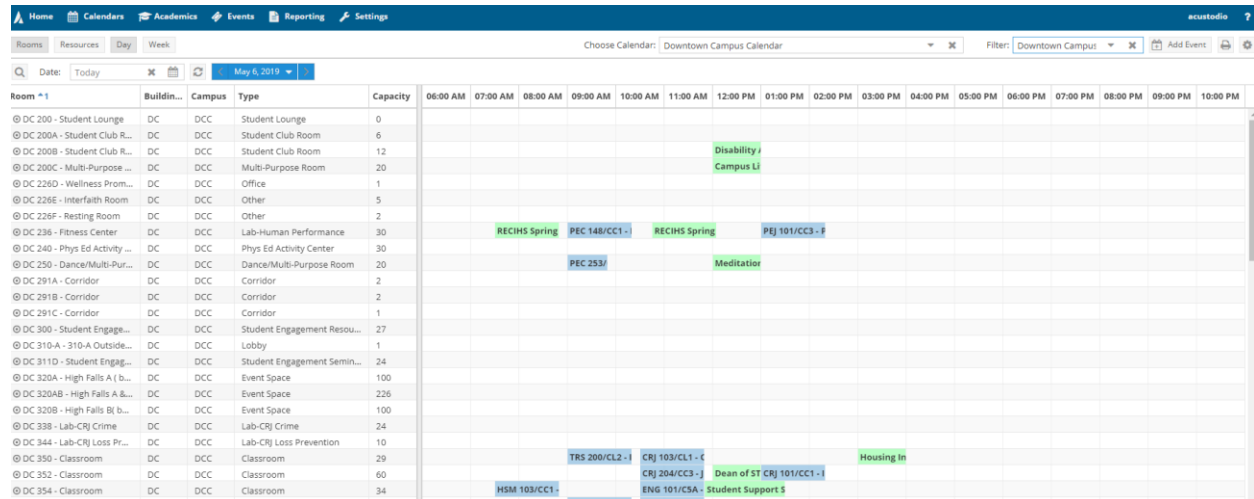 Home Calendars Academics Events Reporting Settings acustodio ?
Rooms Resources Day Week Choose Calendar: Downtown Campus Calendar Filter: Downtown Campus Add Event
Date: Today May 6, 2019
Room 1 Buildin... Campus Type Capacity 06:00 AM 07:00 AM 08:00 AM 09:00 AM 10:00 AM 11:00 AM 12:00 PM 01:00 PM 02:00 PM 03:00 PM 04:00 PM 05:00 PM 06:00 PM 07:00 PM 08:00 PM 09:00 PM 10:00 PM
DC 200 - Student Lounge DC DCC Student Lounge 0
DC 200A - Student Club R... DC DCC Student Club Room 6
DC 200B - Student Club R... DC DCC Student Club Room 12 Disability
DC 200C - Multi-Purpose ... DC DCC Multi-Purpose Room 20 Campus Li
DC 226D - Wellness Prom... DC DCC Office 1
DC 226E - Interfaith Room DC DCC Other 5
DC 226F - Resting Room DC DCC Other 2
DC 236 - Fitness Center DC DCC Lab-Human Performance 30 RECIHS Spring PEC 148/CC1 - RECIHS Spring PEJ 101/CC3 -
DC 240 - Phys Ed Activity ... DC DCC Phys Ed Activity Center 30
DC 250 - Dance/Multi-Pur... DC DCC Dance/Multi-Purpose Room 20 PEC 253/ Meditation
DC 291A - Corridor DC DCC Corridor 2
DC 291B - Corridor DC DCC Corridor 2
DC 291C - Corridor DC DCC Corridor 1
DC 300 - Student Engage... DC DCC Student Engagement Resou... 27
DC 310-A - 310-A Outside... DC DCC Lobby 1
DC 311D - Student Engag... DC DCC Student Engagement Semin... 24
DC 320A - High Falls A ( b... DC DCC Event Space 100
DC 320AB - High Falls A &... DC DCC Event Space 226
DC 320B - High Falls B( b... DC DCC Event Space 100
DC 338 - Lab-CRJ Crime DC DCC Lab-CRJ Crime 24
DC 344 - Lab-CRJ Loss Pr... DC DCC Lab-CRJ Loss Prevention 10
DC 350 - Classroom DC DCC Classroom 29 TRS 200/CL2 - CRJ 103/CL1 - Housing In
DC 352 - Classroom DC DCC Classroom 60 CRJ 204/CC3 - Dean of ST CRJ 101/CC1 -
DC 354 - Classroom DC DCC Classroom 34 HSM 103/CC1 - ENG 101/C5A - Student Support S